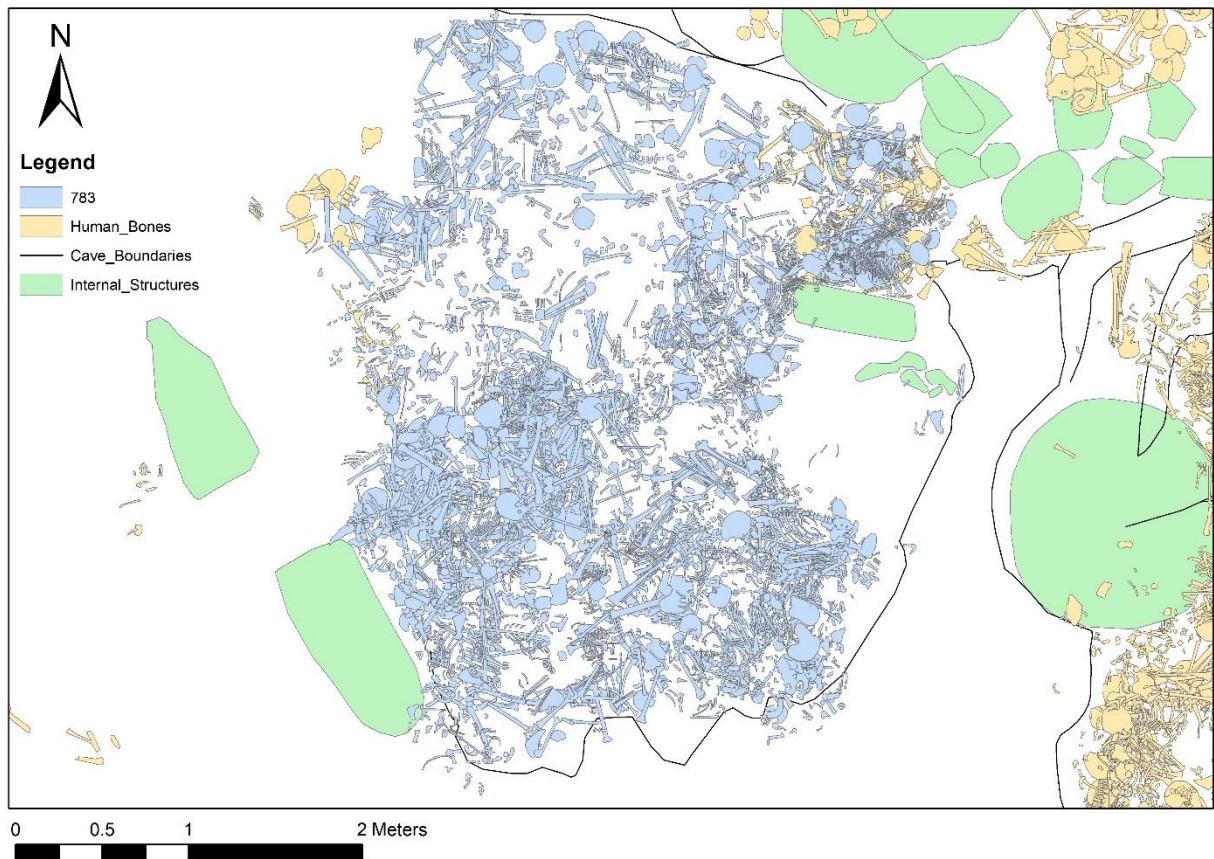 N
Legend
783
Human_Bones
Cave_Boundaries
Internal_Structures
0 0.5 1 2 Meters